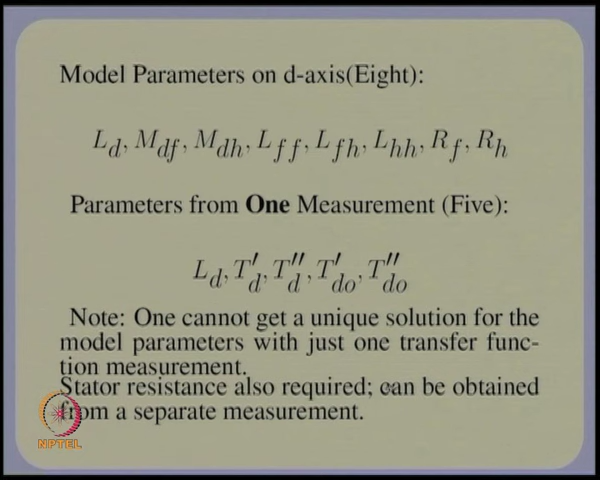 Model Parameters on d-axis(Eight):
L_d, M_df, M_dh, L_ff, L_fh, L_hh, R_f, R_h
Parameters from One Measurement (Five):
L_d, T'_d, T''_d, T'_do, T''_do
Note: One cannot get a unique solution for the
model parameters with just one transfer func-
tion measurement.
Stator resistance also required; can be obtained
from a separate measurement.
NPTEL